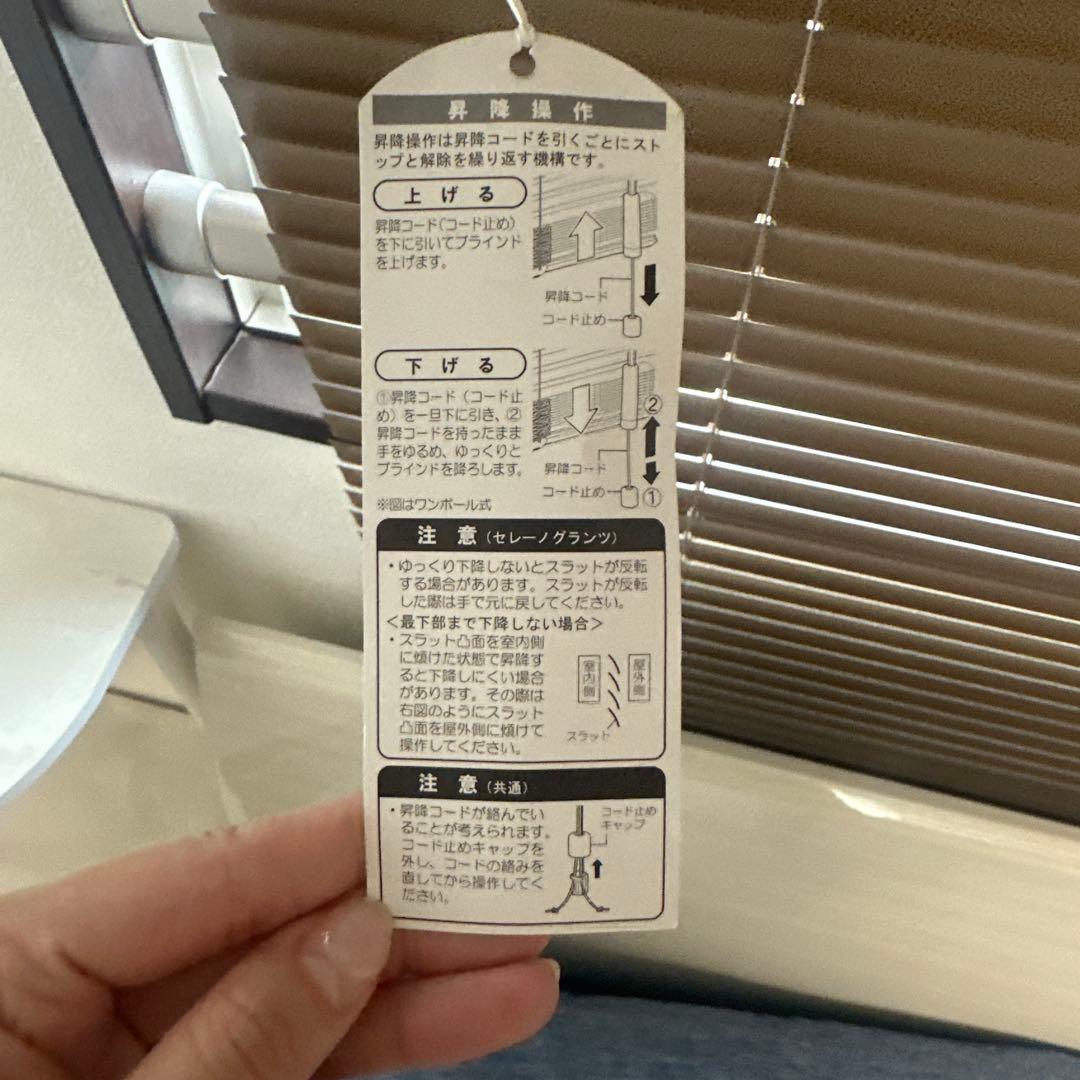 昇降操作
昇降操作は昇降コードを引くごとにスト
ップと解除を繰り返す機構です。
上げる
昇降コード(コード止め)
を下に引いてブラインド
を上げます。
昇降コード
コード止め
下げる
①昇降コード(コード止
め)を一旦下に引き、②
昇降コードを持ったまま
手をゆるめ、ゆっくりと
ブラインドを降ろします。
②
昇降コード
コード止め
①
※図はワンポール式
注意(セレーノグランツ)
・ゆっくり下降しないとスラットが反転
する場合があります。スラットが反転
した際は手で元に戻してください。
<最下部まで下降しない場合>
・スラット凸面を室内側
に傾けた状態で昇降す
ると下降しにくい場合
があります。その際は
右図のようにスラット
凸面を屋外側に傾けて
操作してください。
室内側
屋外側
スラット
注意(共通)
・昇降コードが絡んでい
ることが考えられます。
コード止めキャップを
外し、コードの絡みを
直してから操作してく
ださい。
コード止め
キャップ